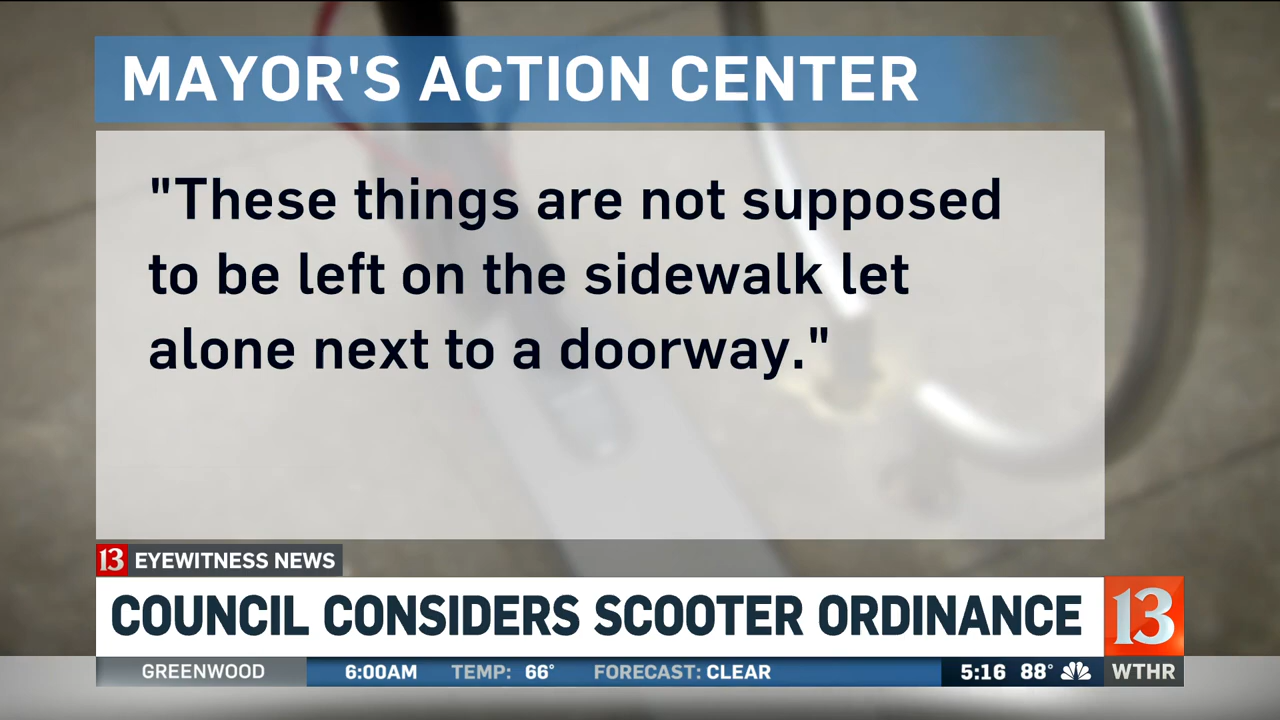 MAYOR'S ACTION CENTER
"These things are not supposed
to be left on the sidewalk let
alone next to a doorway."
13 EYEWITNESS NEWS
COUNCIL CONSIDERS SCOOTER ORDINANCE
13
GREENWOOD 6:00AM TEMP: 66° FORECAST: CLEAR 5:16 88° WTHR